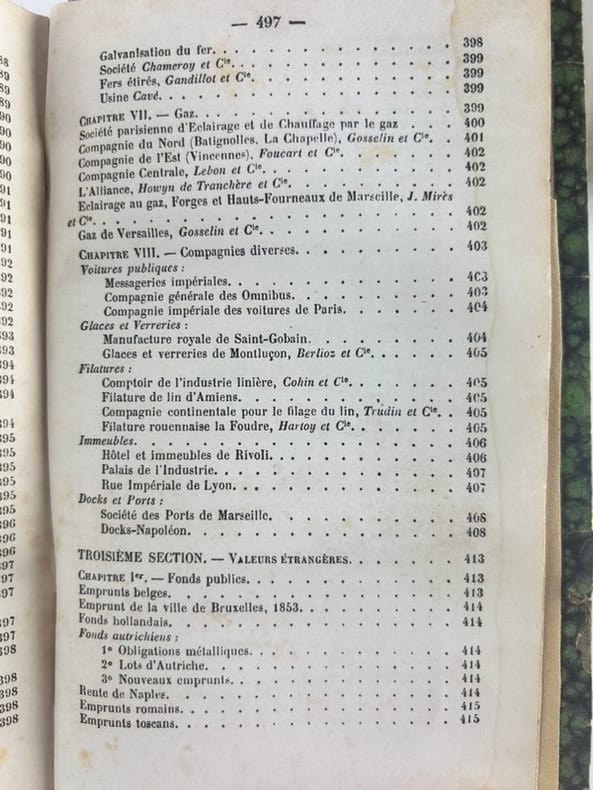 — 497 —
Galvanisation du fer. . . . . . . . . . . . . . . 398
Société Chameroy et Cie. . . . . . . . . . . . . . 399
Fers étirés, Gandillot et Cie. . . . . . . . . . . . 399
Usine Cavé. . . . . . . . . . . . . . . . . . 399
CHAPITRE VII. — Gaz. . . . . . . . . . . . . . . 399
Société parisienne d'Eclairage et de Chauffage par le gaz . . . 400
Compagnie du Nord (Batignolles, La Chapelle), Gosselin et Cie. . 401
Compagnie de l'Est (Vincennes), Foucart et Cie. . . . . . . 402
Compagnie Centrale, Lebon et Cie. . . . . . . . . . . 402
L'Alliance, Howyn de Tranchère et Cie. . . . . . . . . . 402
Eclairage au gaz, Forges et Hauts-Fourneaux de Marseille, J. Mirès
et Cie. . . . . . . . . . . . . . . . . . . . 402
Gaz de Versailles, Gosselin et Cie. . . . . . . . . . . 402
CHAPITRE VIII. — Compagnies diverses. . . . . . . . . . 403
Voitures publiques :
Messageries impériales. . . . . . . . . . . . . . 403
Compagnie générale des Omnibus. . . . . . . . . . . 403
Compagnie impériale des voitures de Paris. . . . . . . . 404
Glaces et Verreries :
Manufacture royale de Saint-Gobain. . . . . . . . . . 404
Glaces et verreries de Montluçon, Berlioz et Cie. . . . . . 405
Filatures :
Comptoir de l'industrie linière, Cohin et Cie. . . . . . . . 405
Filature de lin d'Amiens. . . . . . . . . . . . . . 405
Compagnie continentale pour le filage du lin, Trudin et Cie. . 405
Filature rouennaise la Foudre, Hartoy et Cie. . . . . . . . 405
Immeubles. . . . . . . . . . . . . . . . . . . 406
Hôtel et immeubles de Rivoli. . . . . . . . . . . . . 406
Palais de l'Industrie. . . . . . . . . . . . . . . 407
Rue Impériale de Lyon. . . . . . . . . . . . . . . 407
Docks et Ports :
Société des Ports de Marseille. . . . . . . . . . . . 408
Docks-Napoléon. . . . . . . . . . . . . . . . . 408
TROISIÈME SECTION. — VALEURS ÉTRANGÈRES. . . . . . . 413
CHAPITRE Ier. — Fonds publics. . . . . . . . . . . . . 413
Emprunts belges. . . . . . . . . . . . . . . . . 413
Emprunt de la ville de Bruxelles, 1853. . . . . . . . . . 414
Fonds hollandais. . . . . . . . . . . . . . . . . 414
Fonds autrichiens :
1° Obligations métalliques. . . . . . . . . . . . . 414
2° Lots d'Autriche. . . . . . . . . . . . . . . . 414
3° Nouveaux emprunts. . . . . . . . . . . . . . . 414
Rente de Naples. . . . . . . . . . . . . . . . . 414
Emprunts romains. . . . . . . . . . . . . . . . . 415
Emprunts toscans. . . . . . . . . . . . . . . . . 415